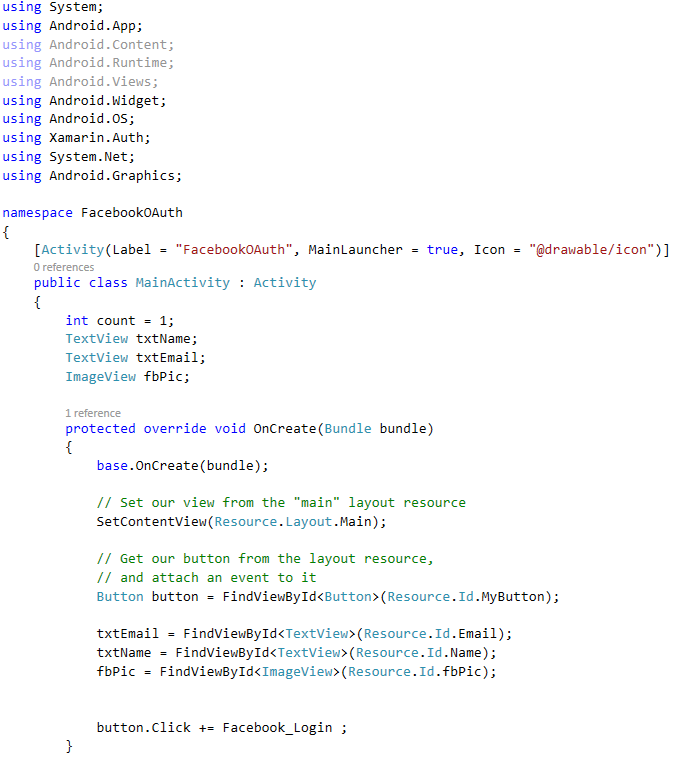 using System;
using Android.App;
using Android.Content;
using Android.Runtime;
using Android.Views;
using Android.Widget;
using Android.OS;
using Xamarin.Auth;
using System.Net;
using Android.Graphics;
namespace FacebookOAuth
{
[Activity(Label = "FacebookOAuth", MainLauncher = true, Icon = "@drawable/icon")]
0 references
public class MainActivity : Activity
{
int count = 1;
TextView txtName;
TextView txtEmail;
ImageView fbPic;
1 reference
protected override void OnCreate(Bundle bundle)
{
base.OnCreate(bundle);
// Set our view from the "main" layout resource
SetContentView(Resource.Layout.Main);
// Get our button from the layout resource,
// and attach an event to it
Button button = FindViewById<Button>(Resource.Id.MyButton);
txtEmail = FindViewById<TextView>(Resource.Id.Email);
txtName = FindViewById<TextView>(Resource.Id.Name);
fbPic = FindViewById<ImageView>(Resource.Id.fbPic);
button.Click += Facebook_Login ;
}